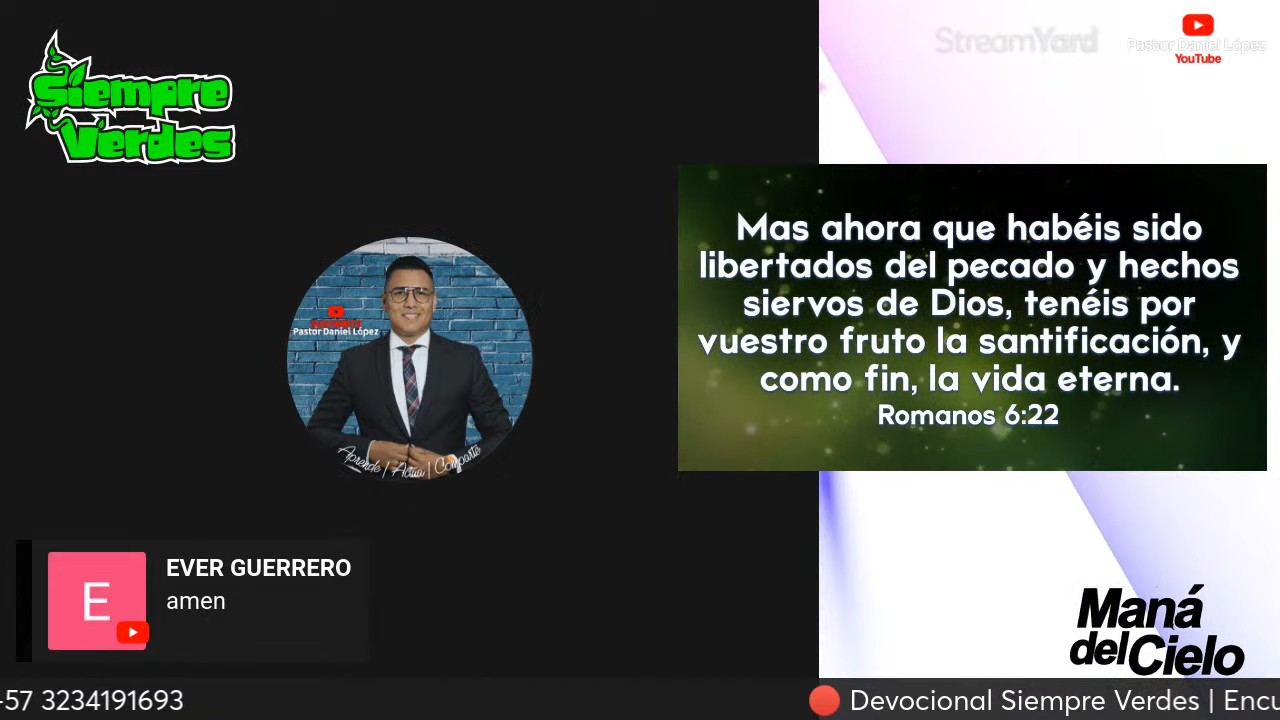 Siempre
Verdes
StreamYard
Pastor Daniel López
YouTube
Mas ahora que habéis sido
libertados del pecado y hechos
siervos de Dios, tenéis por
vuestro fruto la santificación, y
como fin, la vida eterna.
Romanos 6:22
Pastor Daniel López
Aprende | Actúa | Comparte
E
EVER GUERRERO
amen
Maná
del Cielo
-57 3234191693
Devocional Siempre Verdes | Encu